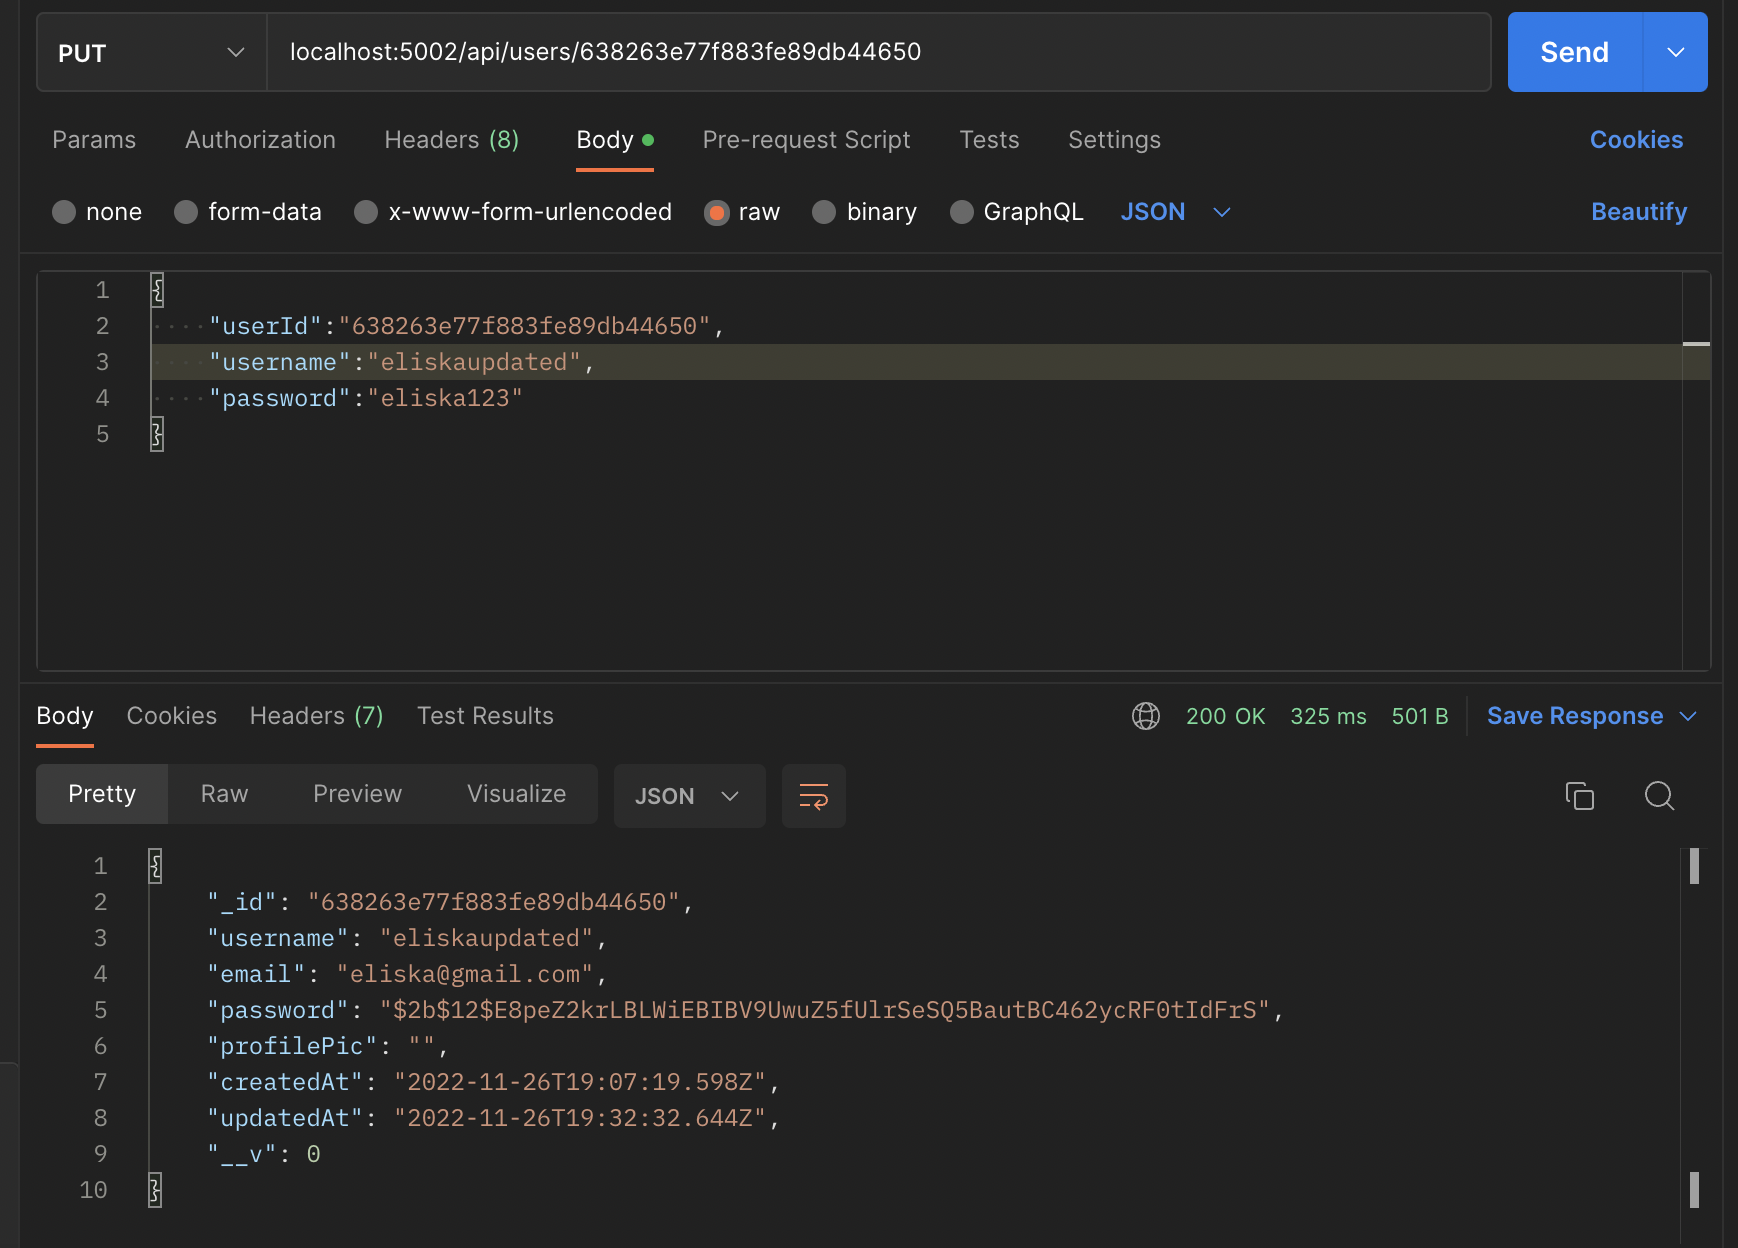 PUT localhost:5002/api/users/638263e77f883fe89db44650 Send
Params Authorization Headers (8) Body Pre-request Script Tests Settings Cookies
none form-data x-www-form-urlencoded raw binary GraphQL JSON Beautify
1 {
2 "userId":"638263e77f883fe89db44650",
3 "username":"eliskaupdated",
4 "password":"eliska123"
5 }
Body Cookies Headers (7) Test Results 200 OK 325 ms 501 B Save Response
Pretty Raw Preview Visualize JSON
1 {
2 "_id": "638263e77f883fe89db44650",
3 "username": "eliskaupdated",
4 "email": "eliska@gmail.com",
5 "password": "$2b$12$E8peZ2krLBLWiEBIBV9UwuZ5fUlrSeSQ5BautBC462ycRF0tIdFrS",
6 "profilePic": "",
7 "createdAt": "2022-11-26T19:07:19.598Z",
8 "updatedAt": "2022-11-26T19:32:32.644Z",
9 "__v": 0
10 }